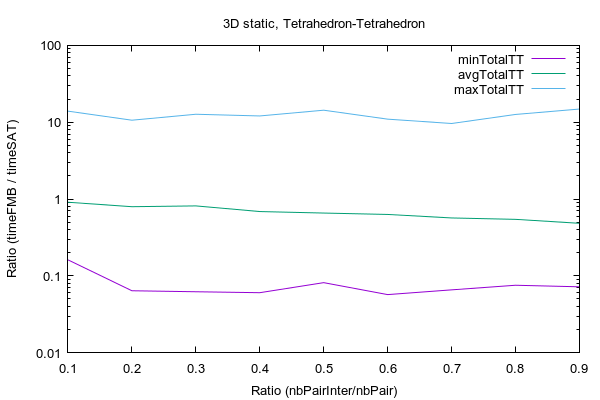 3D static, Tetrahedron-Tetrahedron
minTotalTT
avgTotalTT
maxTotalTT
100
10
1
0.1
0.01
Ratio (timeFMB / timeSAT)
0.1 0.2 0.3 0.4 0.5 0.6 0.7 0.8 0.9
Ratio (nbPairInter/nbPair)